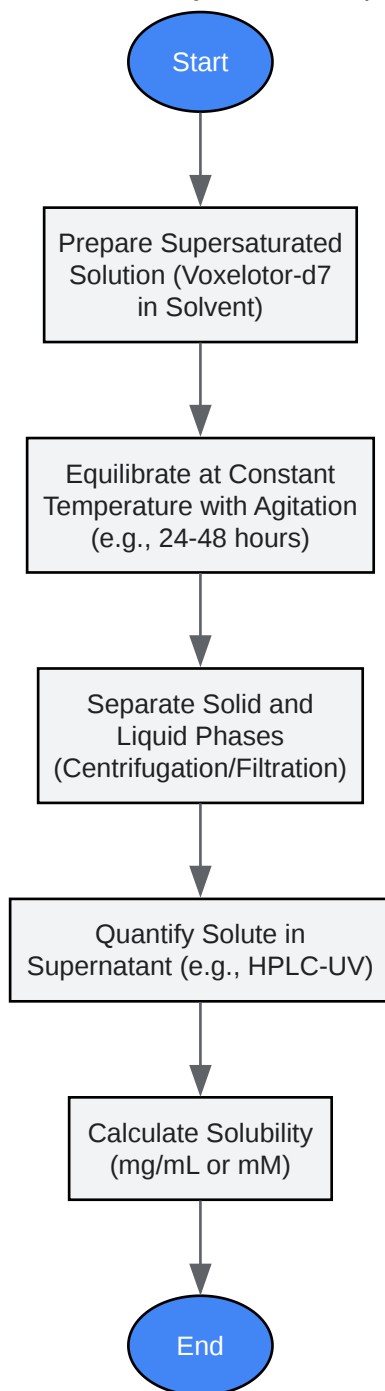 Start
Prepare Supersaturated
Solution (Voxelotor-d7
in Solvent)
Equilibrate at Constant
Temperature with Agitation
(e.g., 24-48 hours)
Separate Solid and
Liquid Phases
(Centrifugation/Filtration)
Quantify Solute in
Supernatant (e.g., HPLC-UV)
Calculate Solubility
(mg/mL or mM)
End